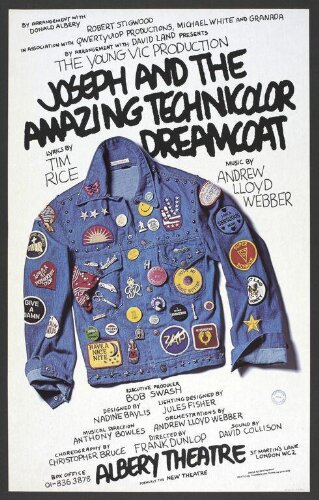 BY ARRANGEMENT WITH
DONALD ALBERY
ROBERT STIGWOOD
IN ASSOCIATION WITH QWERTYUIOP PRODUCTIONS, MICHAEL WHITE AND GRANADA
BY ARRANGEMENT WITH DAVID LAND PRESENTS
THE YOUNG VIC PRODUCTION
JOSEPH AND THE
AMAZING TECHNICOLOR
DREAMCOAT
LYRICS BY
TIM
RICE
MUSIC BY
ANDREW
LLOYD
WEBBER
GIVE A
DAMN
HAVE A
NICE
NITE
EXECUTIVE PRODUCER
BOB SWASH
DESIGNED BY
NADINE BAYLIS
LIGHTING DESIGNED BY
JULES FISHER
MUSICAL DIRECTION
ANTHONY BOWLES
ORCHESTRATIONS BY
ANDREW LLOYD WEBBER
CHOREOGRAPHY BY
CHRISTOPHER BRUCE
DIRECTED BY
FRANK DUNLOP
SOUND BY
DAVID COLLISON
BOX OFFICE
01-836 3878
ALBERY THEATRE
FORMERLY THE NEW THEATRE
ST MARTIN'S LANE
LONDON WC2